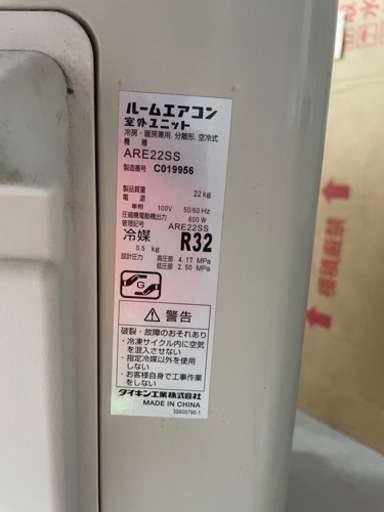 ルームエアコン
室外ユニット
冷房・暖房兼用. 分離形. 空冷式
機 種
ARE22SS
製造番号 C019956
製品質量 22 kg
電 源
単相 100V 50/60 Hz
圧縮機電動機出力 600 W
管理記号 ARE22SS
冷媒 R32
0.5 kg
設計圧力 高圧部 4.17 MPa
低圧部 2.50 MPa
G
警告
破裂・故障のおそれあり
・冷凍サイクル内に空気
を混入させない
・指定冷媒以外を使用
しない
・お客様自身で工事作業
をしない
ダイキン工業株式会社
MADE IN CHINA
横積厳禁